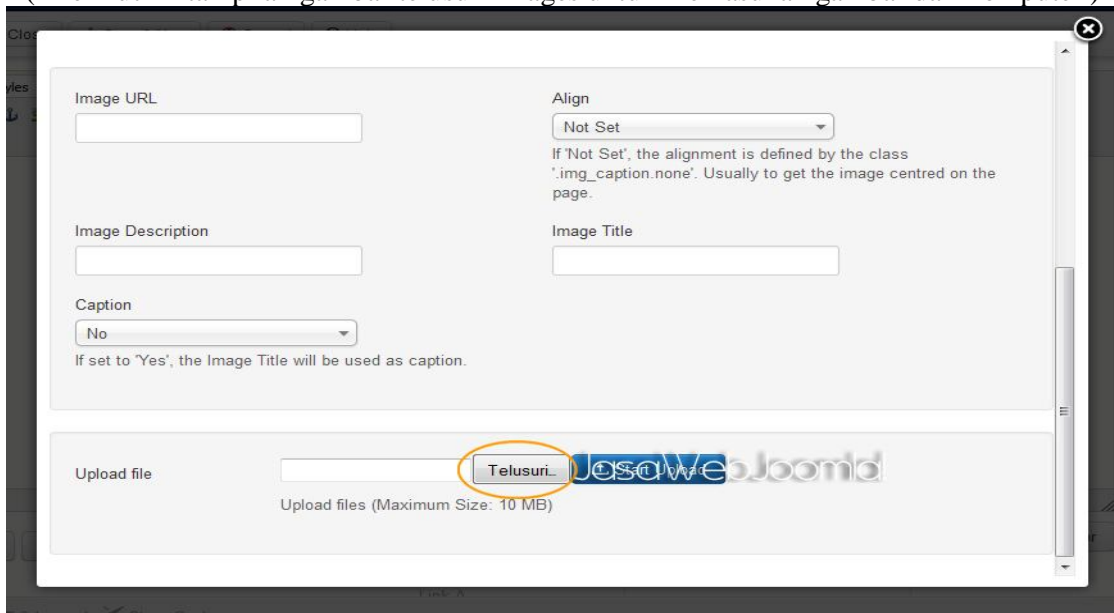 Image URL
Align
Not Set
If 'Not Set', the alignment is defined by the class
'.img_caption.none'. Usually to get the image centred on the
page.
Image Description
Image Title
Caption
No
If set to 'Yes', the Image Title will be used as caption.
Upload file
Telusuri...
Start Upload
JasaWebJoomla
Upload files (Maximum Size: 10 MB)